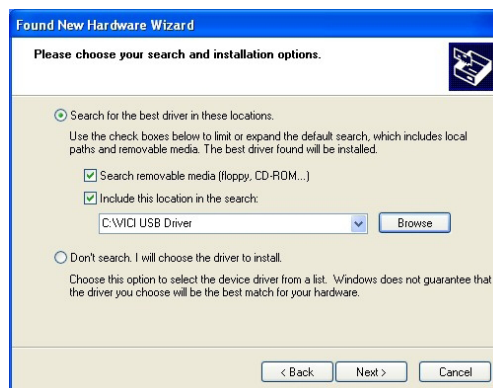 Found New Hardware Wizard
Please choose your search and installation options.
Search for the best driver in these locations.
Use the check boxes below to limit or expand the default search, which includes local
paths and removable media. The best driver found will be installed.
Search removable media (floppy, CD-ROM...)
Include this location in the search:
C:\VICI USB Driver
Browse
Don't search. I will choose the driver to install.
Choose this option to select the device driver from a list. Windows does not guarantee that
the driver you choose will be the best match for your hardware.
< Back
Next >
Cancel